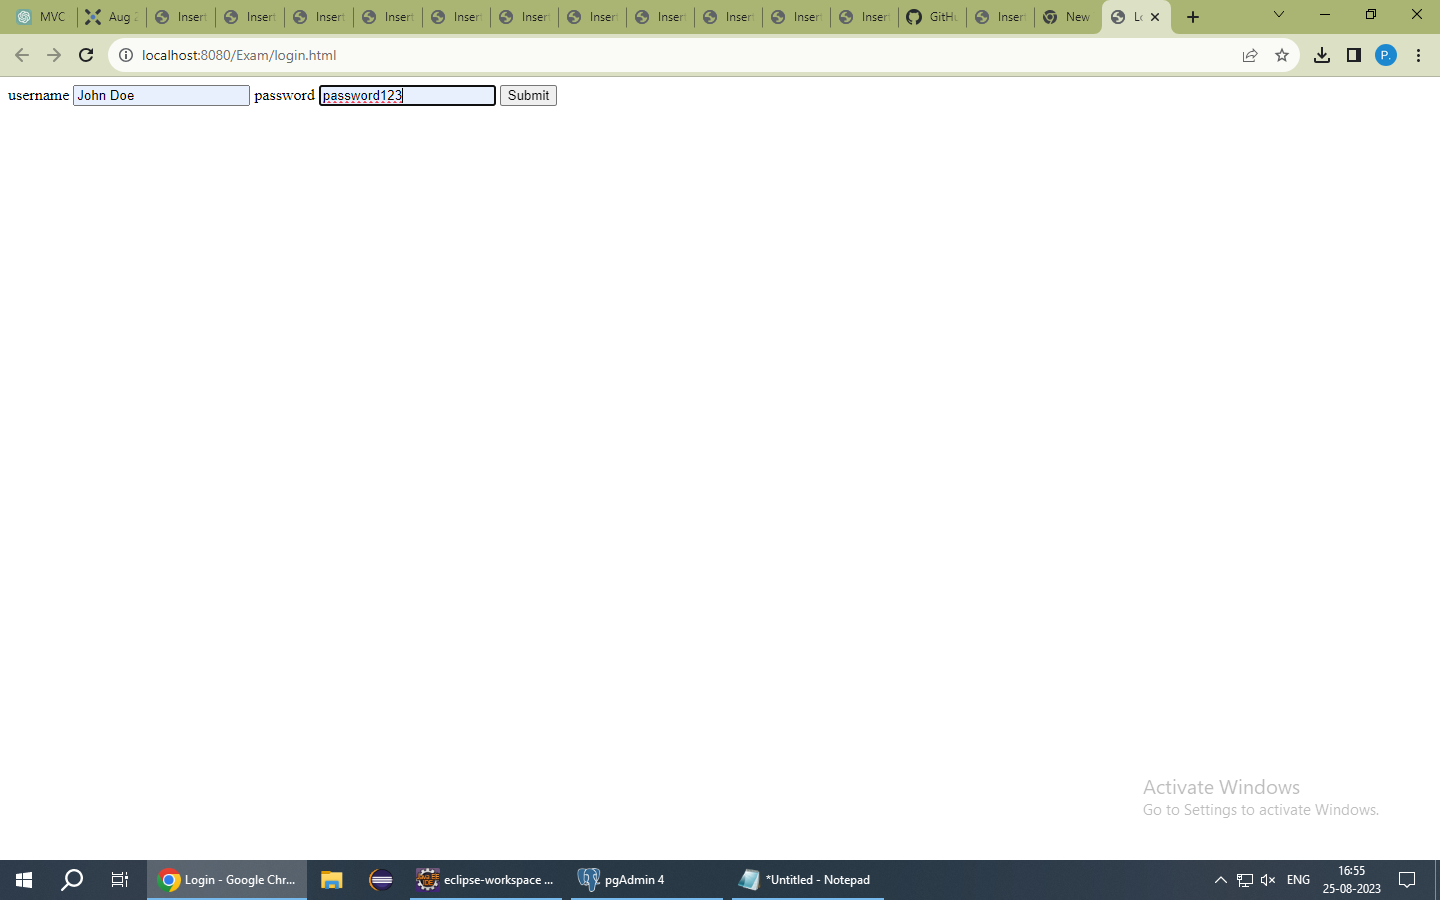 MVC Aug Insert Insert Insert Insert Insert Insert Insert Insert Insert Insert Insert GitHu Insert New Lo
localhost:8080/Exam/login.html P.
username John Doe password password123 Submit
Activate Windows
Go to Settings to activate Windows.
Login - Google Chr... eclipse-workspace ... pgAdmin 4 *Untitled - Notepad ENG 16:55
25-08-2023